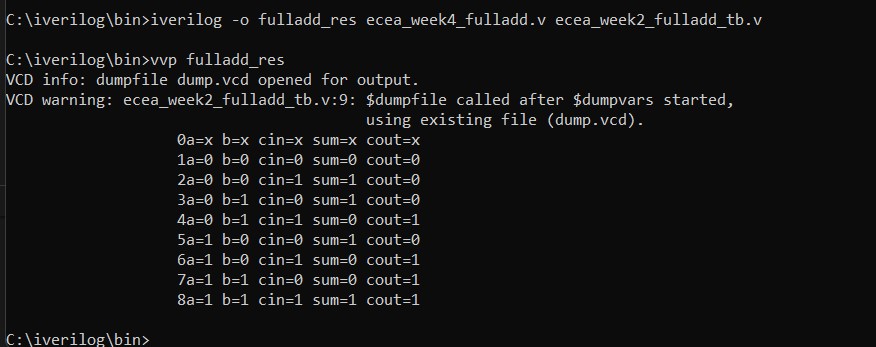 C:\iverilog\bin>iverilog -o fulladd_res ecea_week4_fulladd.v ecea_week2_fulladd_tb.v
C:\iverilog\bin>vvp fulladd_res
VCD info: dumpfile dump.vcd opened for output.
VCD warning: ecea_week2_fulladd_tb.v:9: $dumpfile called after $dumpvars started,
using existing file (dump.vcd).
0a=x b=x cin=x sum=x cout=x
1a=0 b=0 cin=0 sum=0 cout=0
2a=0 b=0 cin=1 sum=1 cout=0
3a=0 b=1 cin=0 sum=1 cout=0
4a=0 b=1 cin=1 sum=0 cout=1
5a=1 b=0 cin=0 sum=1 cout=0
6a=1 b=0 cin=1 sum=0 cout=1
7a=1 b=1 cin=0 sum=0 cout=1
8a=1 b=1 cin=1 sum=1 cout=1
C:\iverilog\bin>